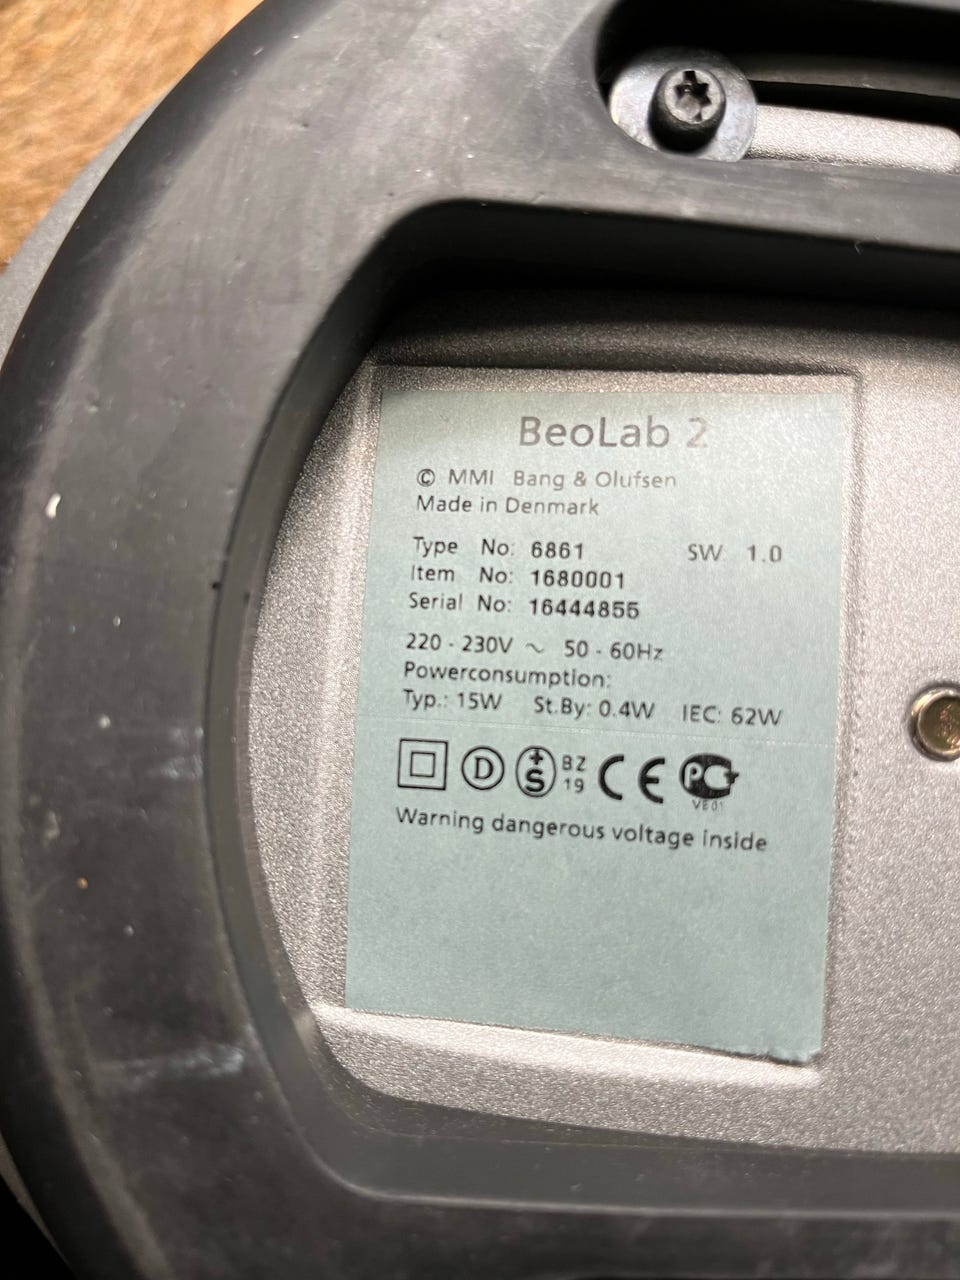 BeoLab 2
© MMI Bang & Olufsen
Made in Denmark
Type No: 6861 SW 1.0
Item No: 1680001
Serial No: 16444855
220 - 230V ~ 50 - 60Hz
Powerconsumption:
Typ.: 15W St.By: 0.4W IEC: 62W
D +S BZ 19 CE PC
VE01
Warning dangerous voltage inside